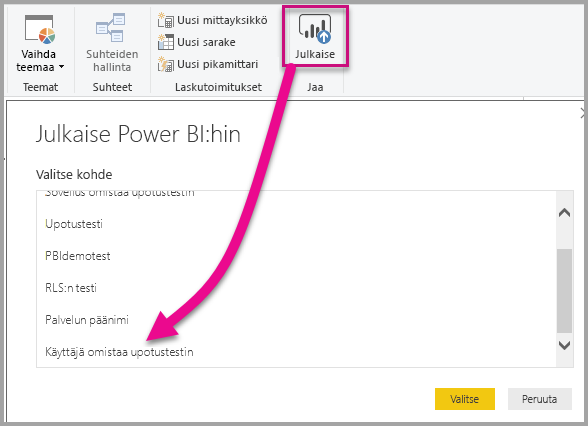 Vaihda
teemaa
Teemat
Suhteiden
hallinta
Suhteet
Uusi mittayksikkö
Uusi sarake
Uusi pikamittari
Laskutoimitukset
Julkaise
Jaa
Julkaise Power BI:hin
Valitse kohde
Sovellus omistaa upotustestin
Upotustesti
PBIdemotest
RLS:n testi
Palvelun päänimi
Käyttäjä omistaa upotustestin
Valitse
Peruuta